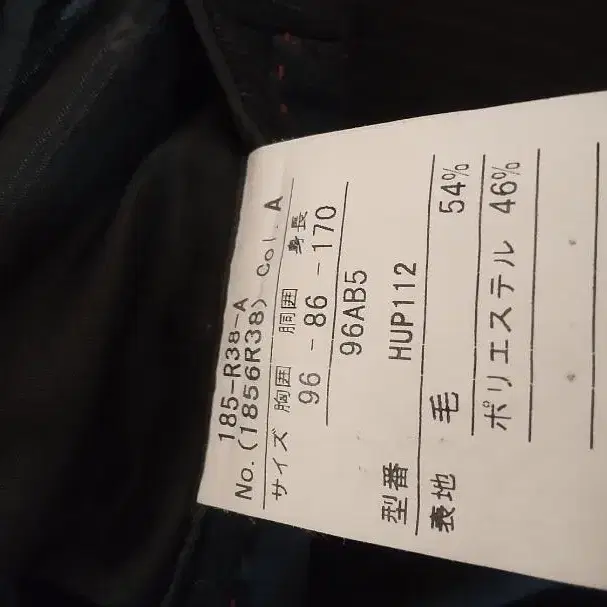 185-R38-A
No.(1856R38) Col. A
サイズ 胸囲 胴囲 身長
96 -86 -170
96AB5
型番 HUP112
表地 毛 54%
ポリエステル 46%